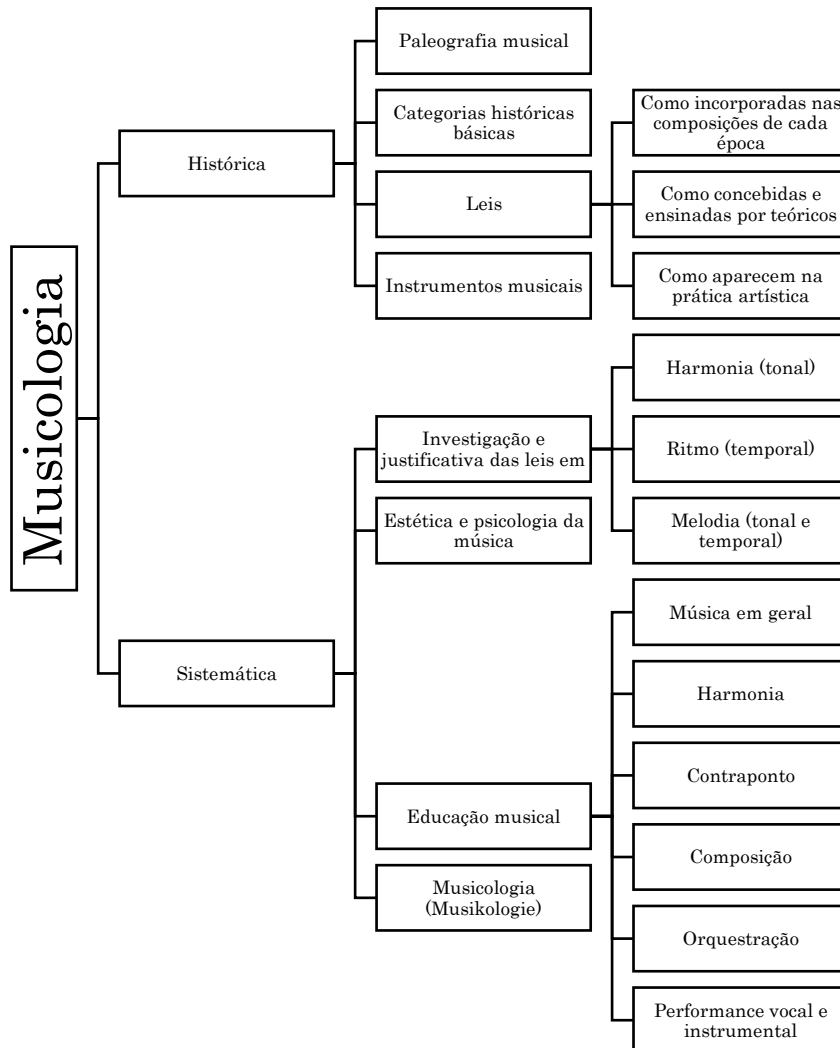 Musicologia
Histórica
Paleografia musical
Categorias históricas
básicas
Leis
Como incorporadas nas
composições de cada
época
Como concebidas e
ensinadas por teóricos
Como aparecem na
prática artística
Instrumentos musicais
Sistemática
Investigação e
justificativa das leis em
Harmonia (tonal)
Ritmo (temporal)
Melodia (tonal e
temporal)
Estética e psicologia da
música
Educação musical
Música em geral
Harmonia
Contraponto
Composição
Orquestração
Performance vocal e
instrumental
Musicologia
(Musikologie)